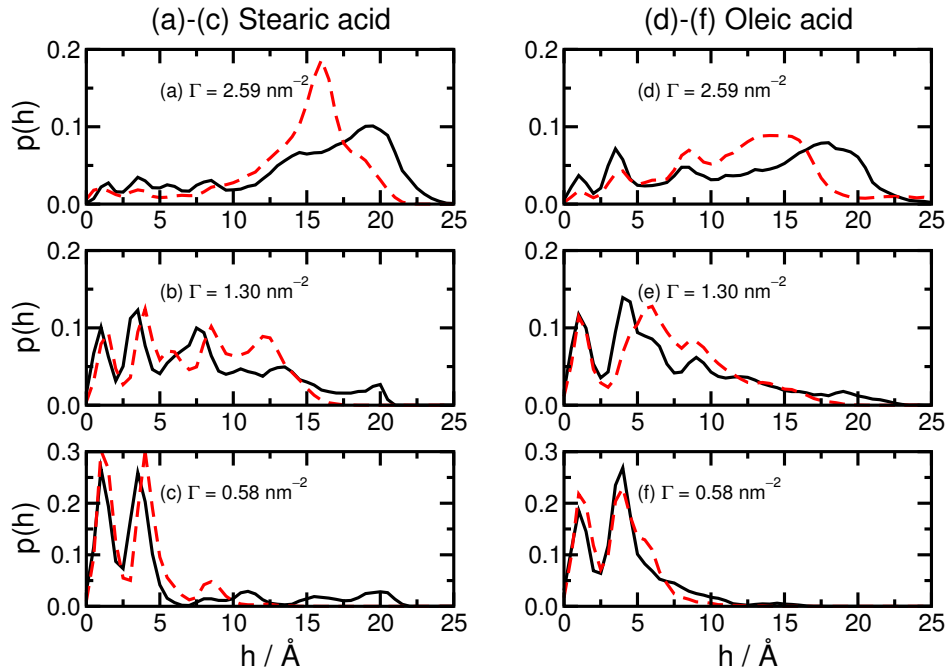 (a)-(c) Stearic acid
(d)-(f) Oleic acid
0.2
0.1
0.0
p(h)
(a) Γ = 2.59 nm⁻²
0 5 10 15 20 25
0.2
0.1
0.0
(d) Γ = 2.59 nm⁻²
0 5 10 15 20 25
0.2
0.1
0.0
p(h)
(b) Γ = 1.30 nm⁻²
0 5 10 15 20 25
0.2
0.1
0.0
(e) Γ = 1.30 nm⁻²
0 5 10 15 20 25
0.3
0.2
0.1
0.0
p(h)
(c) Γ = 0.58 nm⁻²
0 5 10 15 20 25
h / Å
0.3
0.2
0.1
0.0
(f) Γ = 0.58 nm⁻²
0 5 10 15 20 25
h / Å